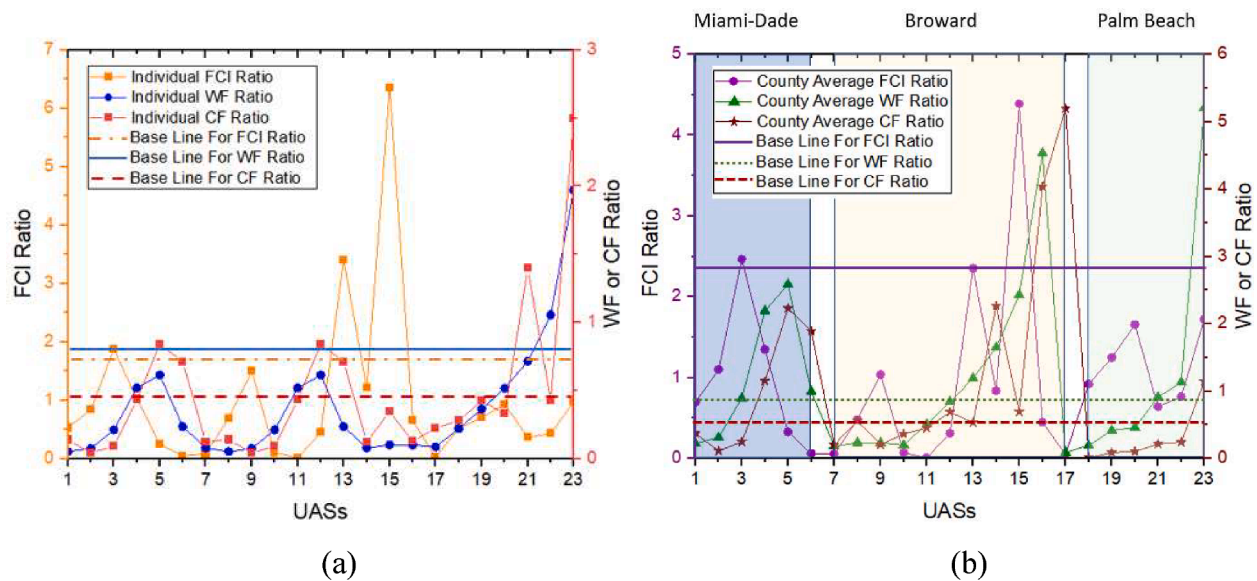 Miami-Dade Broward Palm Beach
7 3
6
5
4
3
2
1
0
2
1
0
Individual FCI Ratio
Individual WF Ratio
Individual CF Ratio
Base Line For FCI Ratio
Base Line For WF Ratio
Base Line For CF Ratio
FCI Ratio
WF or CF Ratio
1 3 5 7 9 11 13 15 17 19 21 23
UASs
(a)
5
4
3
2
1
0
6
5
4
3
2
1
0
County Average FCI Ratio
County Average WF Ratio
County Average CF Ratio
Base Line For FCI Ratio
Base Line For WF Ratio
Base Line For CF Ratio
FCI Ratio
WF or CF Ratio
1 3 5 7 9 11 13 15 17 19 21 23
UASs
(b)